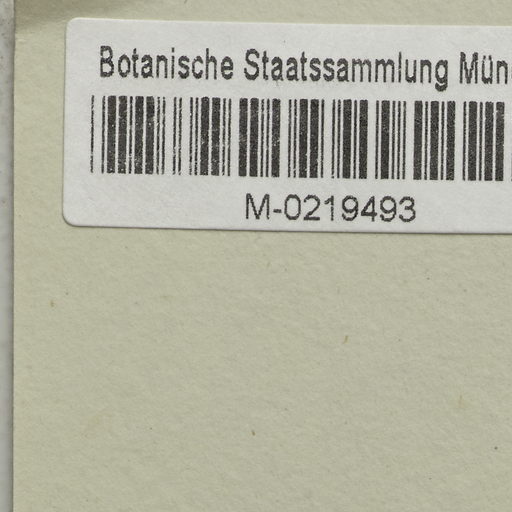 Botanische Staatssammlung Mün
M-0219493